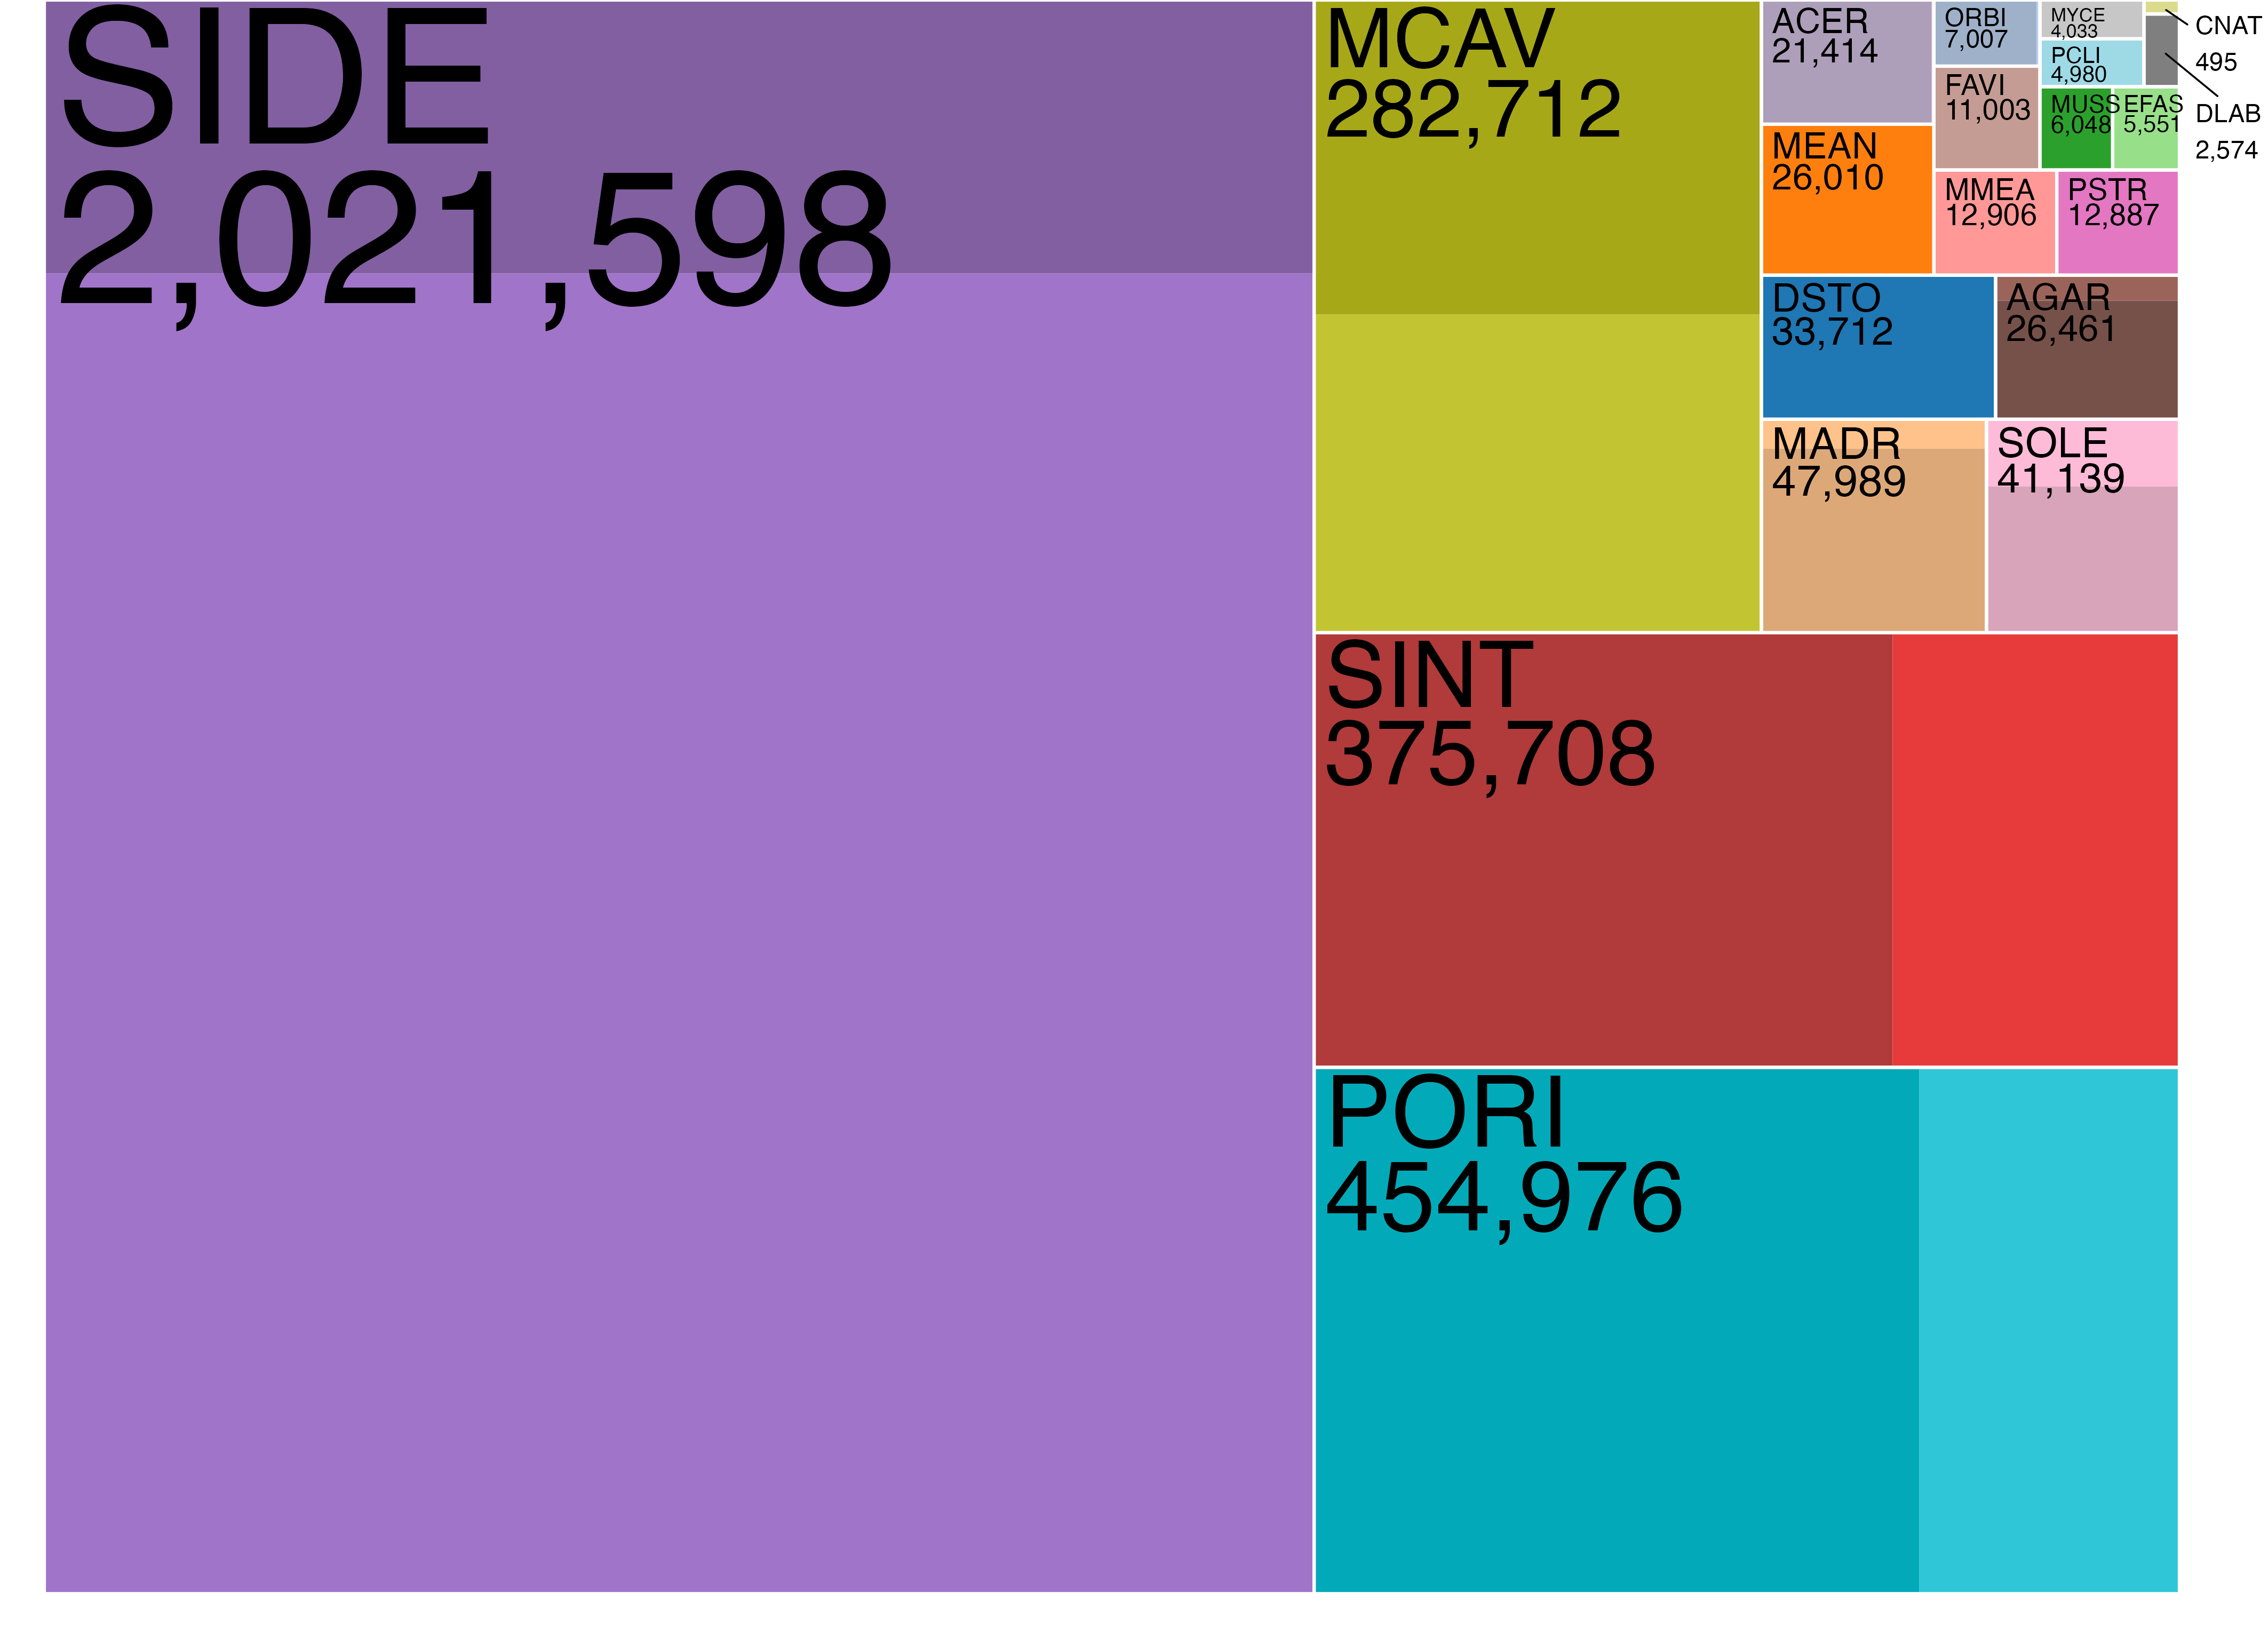 SIDE
2,021,598
MCAV
282,712
ACER
21,414
ORBI
7,007
MYCE
4,033
CNAT
495
PCLI
4,980
FAVI
11,003
MUSS
6,048
EFAS
5,551
DLAB
2,574
MEAN
26,010
MMEA
12,906
PSTR
12,887
DSTO
33,712
AGAR
26,461
MADR
47,989
SOLE
41,139
SINT
375,708
PORI
454,976